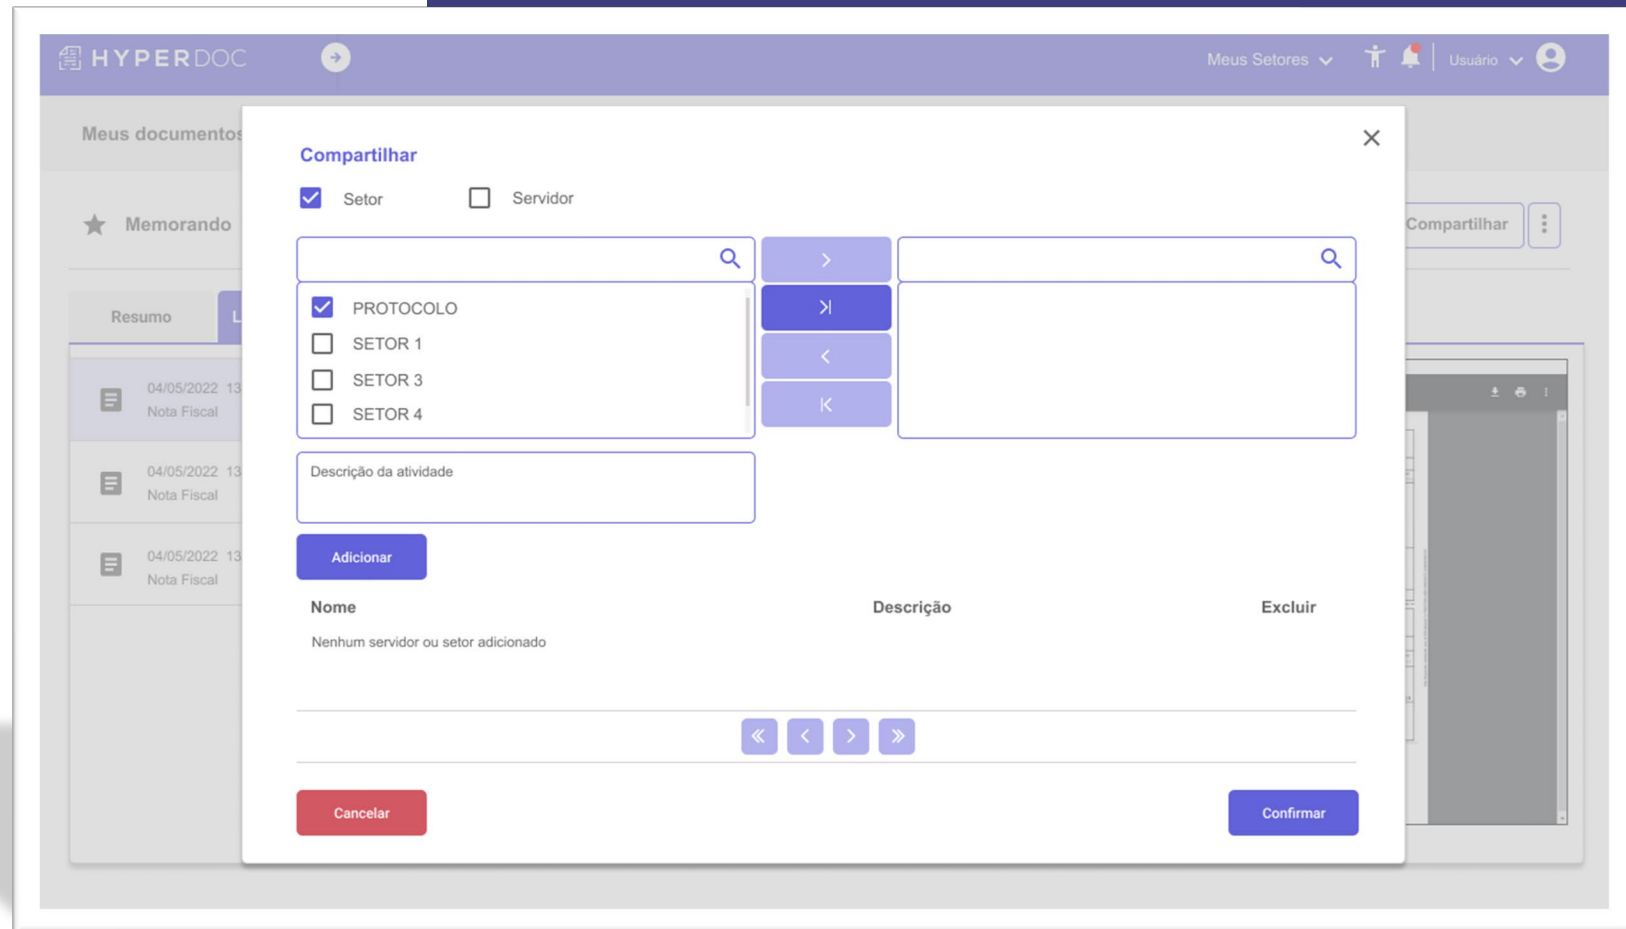 HYPERDOC
Meus Setores
Usuário
Meus documentos
Compartilhar
Setor
Servidor
Memorando
Compartilhar
PROTOCOLO
SETOR 1
SETOR 3
SETOR 4
Resumo
04/05/2022 13
Nota Fiscal
04/05/2022 13
Nota Fiscal
04/05/2022 13
Nota Fiscal
Descrição da atividade
Adicionar
Nome
Descrição
Excluir
Nenhum servidor ou setor adicionado
Cancelar
Confirmar